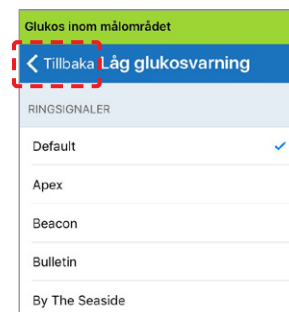 Glukos inom målområdet
Tillbaka Låg glukosvarning
RINGSIGNALER
Default
Apex
Beacon
Bulletin
By The Seaside